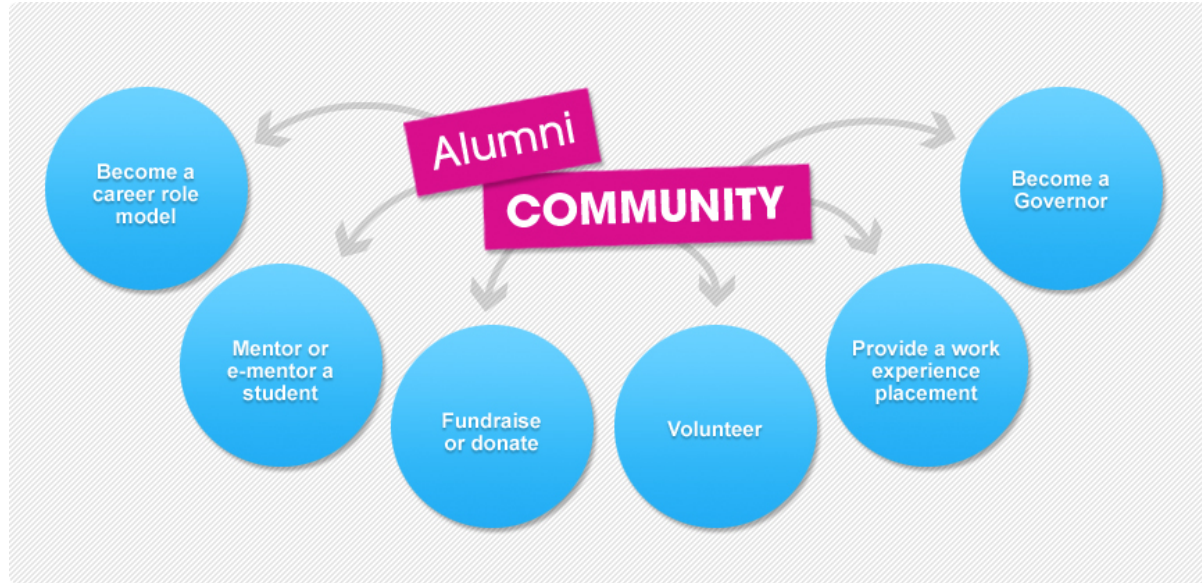 Alumni
COMMUNITY
Become a
career role
model
Mentor or
e-mentor a
student
Fundraise
or donate
Volunteer
Provide a work
experience
placement
Become a
Governor